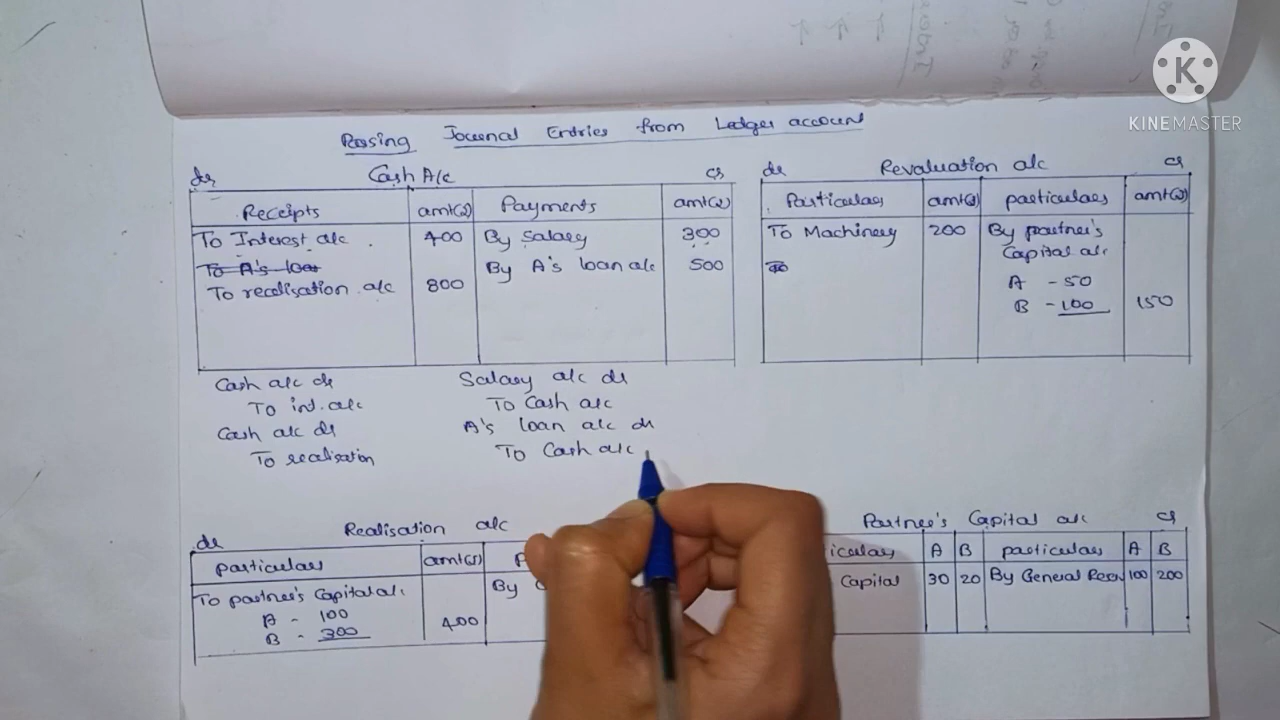 KINEMASTER
Passing Journal Entries from Ledger account
dr Cash A/c cr
Receipts amt(₹) Payments amt(₹)
To Interest a/c . 400 By Salary 300
To A's loan By A's loan a/c 500
To realisation a/c 800
dr Revaluation a/c cr
Particulars amt(₹) particulars amt(₹)
To Machinery 200 By partner's
To Capital a/c
A - 50
B - 100 150
Cash a/c dr
To int. a/c
Cash a/c dr
To realisation
Salary a/c dr
To Cash a/c
A's loan a/c dr
To Cash a/c
dr Realisation a/c
particulars amt(₹)
To partner's Capital a/c By
A - 100
B - 300 400
Partner's Capital a/c cr
iculars A B particulars A B
Capital 30 20 By General Reserv 100 200